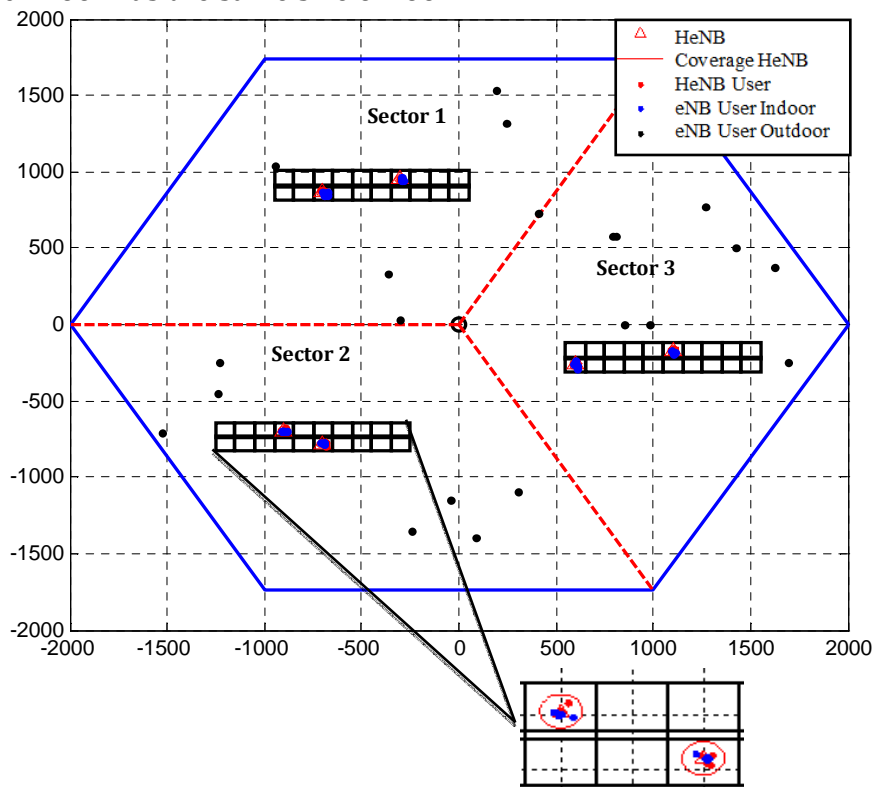 2000
1500
1000
500
0
-500
-1000
-1500
-2000
-2000 -1500 -1000 -500 0 500 1000 1500 2000
HeNB
Coverage HeNB
HeNB User
eNB User Indoor
eNB User Outdoor
Sector 1
Sector 3
Sector 2